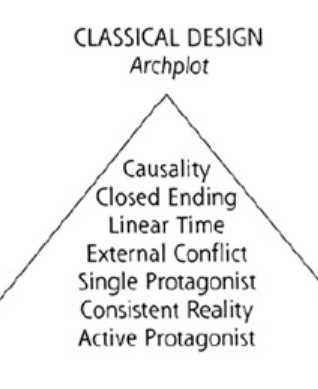 CLASSICAL DESIGN
Archplot
Causality
Closed Ending
Linear Time
External Conflict
Single Protagonist
Consistent Reality
Active Protagonist